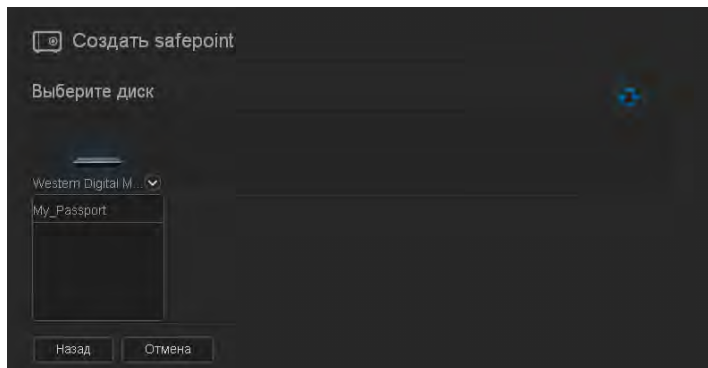 Создать safepoint
Выберите диск
Western Digital M...
My_Passport
Назад
Отмена